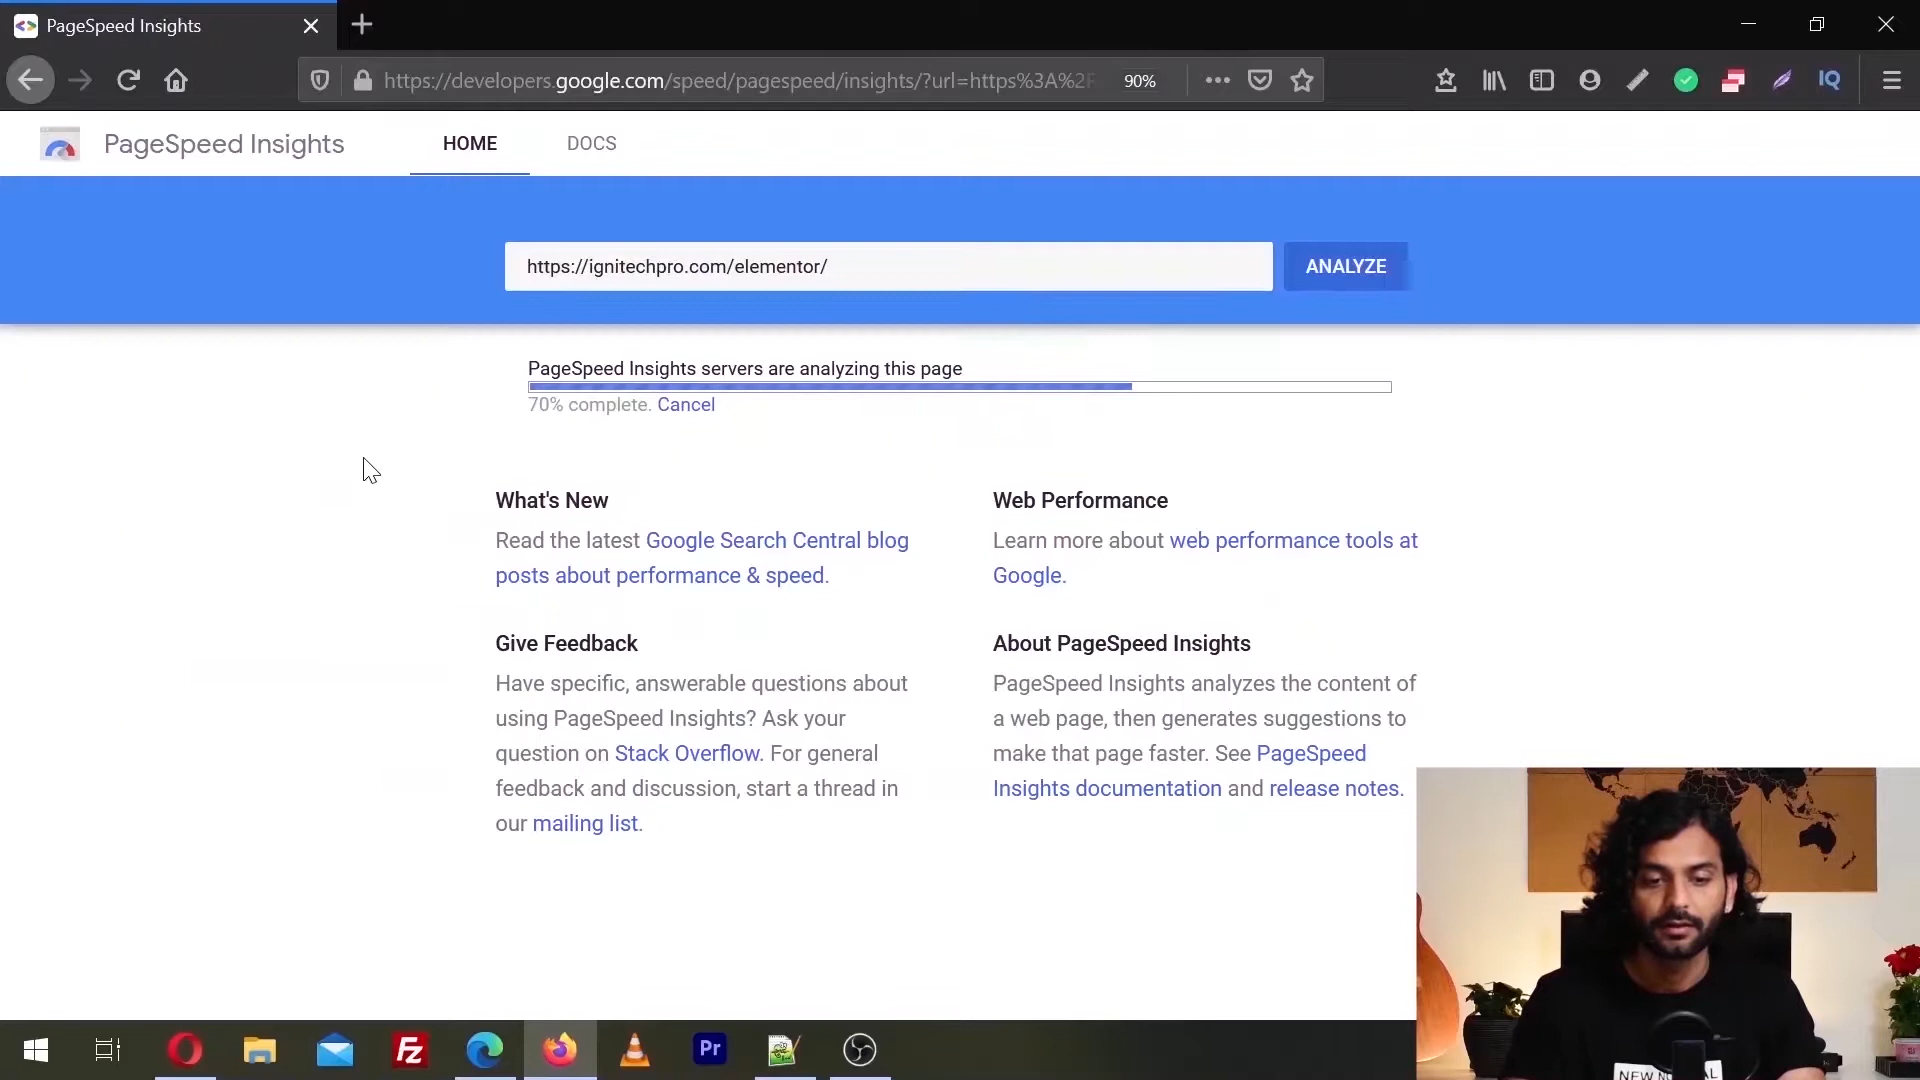 PageSpeed Insights
https://developers.google.com/speed/pagespeed/insights/?url=https%3A%2F
90%
IQ
PageSpeed Insights
HOME
DOCS
https://ignitechpro.com/elementor/
ANALYZE
PageSpeed Insights servers are analyzing this page
70% complete. Cancel
What's New
Read the latest Google Search Central blog
posts about performance & speed.
Web Performance
Learn more about web performance tools at
Google.
Give Feedback
Have specific, answerable questions about
using PageSpeed Insights? Ask your
question on Stack Overflow. For general
feedback and discussion, start a thread in
our mailing list.
About PageSpeed Insights
PageSpeed Insights analyzes the content of
a web page, then generates suggestions to
make that page faster. See PageSpeed
Insights documentation and release notes.
Fz
Pr
NEW